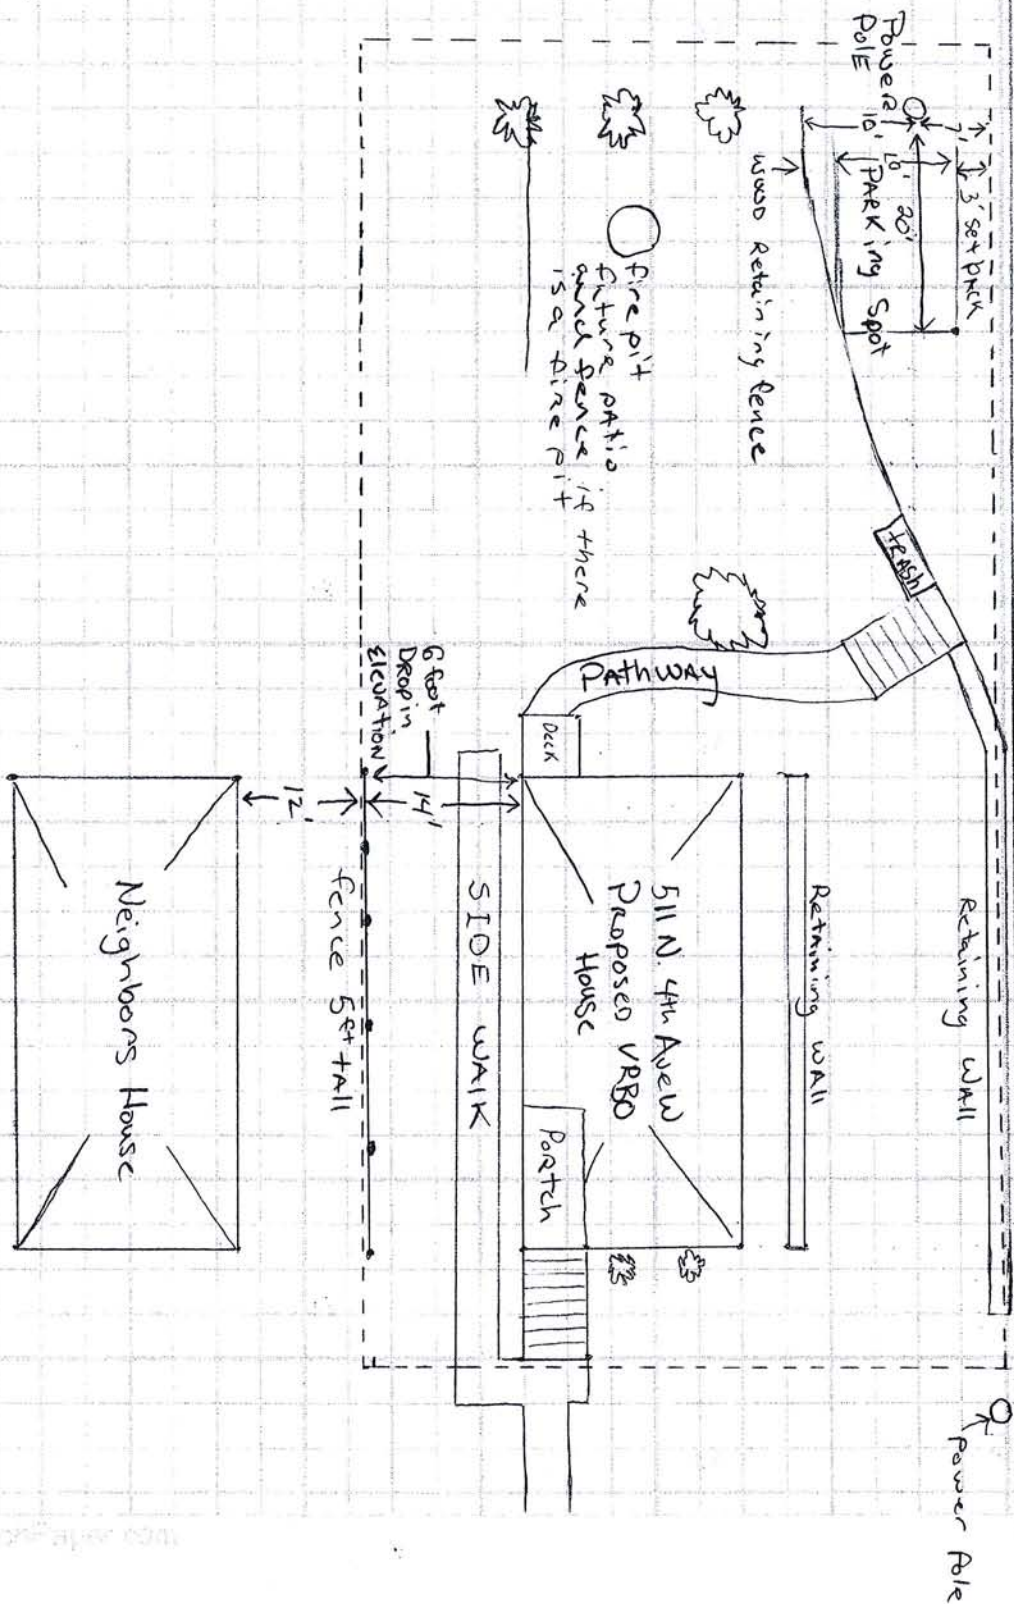 Power
Pole
7'
3' setback
10'
10'
20'
PARKing Spot
wood Retaining fence
fire pit
future patio
and fence if there
is a fire pit
trash
Pathway
Deck
6 foot
Drop in
Elevation
14'
12'
Retaining wall
Retaining wall
511 N. 4th Ave W
Proposed VRBO
House
Portch
SIDE WALK
fence 5ft tall
Neighbors House
Power Pole